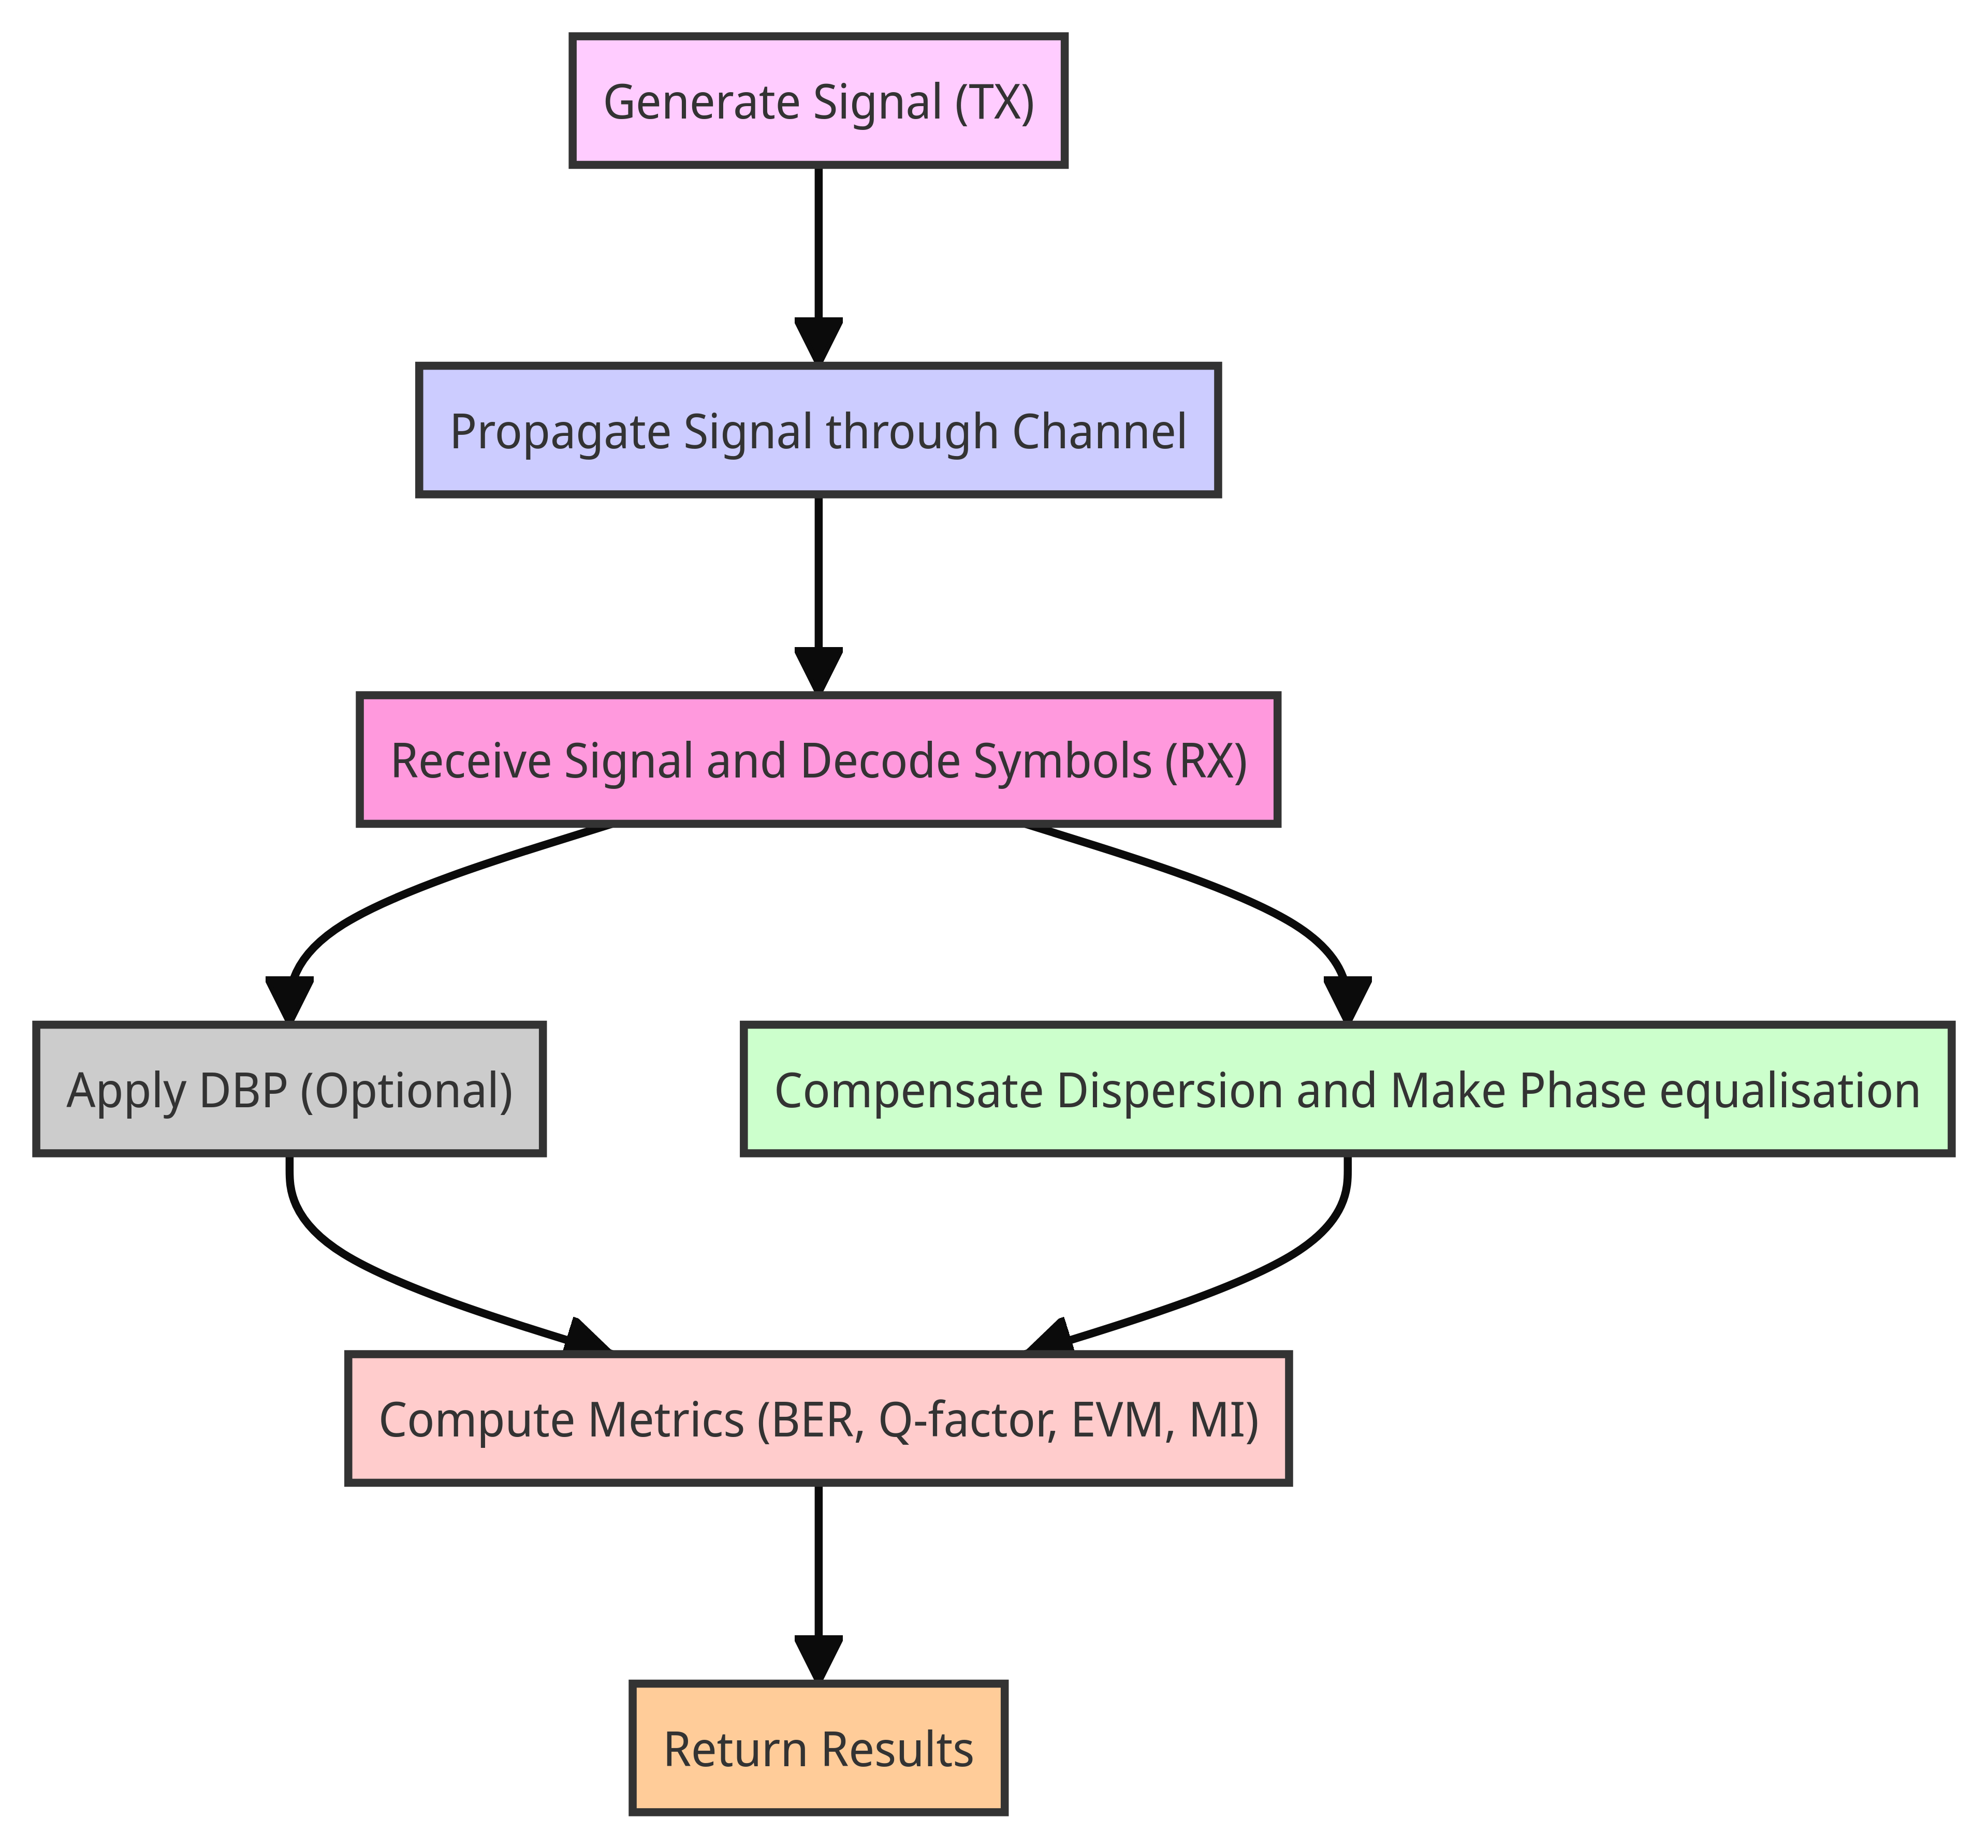 Generate Signal (TX)
Propagate Signal through Channel
Receive Signal and Decode Symbols (RX)
Apply DBP (Optional)
Compensate Dispersion and Make Phase equalisation
Compute Metrics (BER, Q-factor, EVM, MI)
Return Results